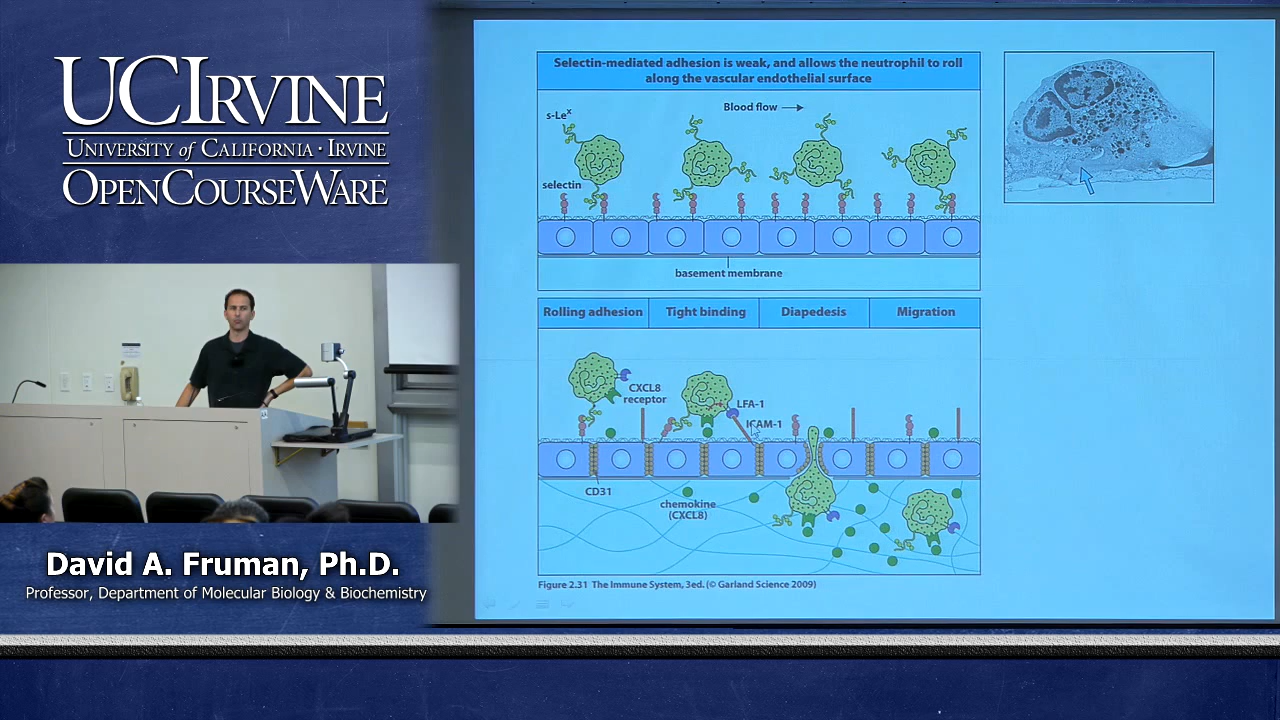 UCIRVINE
UNIVERSITY of CALIFORNIA · IRVINE
OPENCOURSEWARE
David A. Fruman, Ph.D.
Professor, Department of Molecular Biology & Biochemistry
Selectin-mediated adhesion is weak, and allows the neutrophil to roll
along the vascular endothelial surface
Blood flow
s-Leˣ
selectin
basement membrane
Rolling adhesion
Tight binding
Diapedesis
Migration
CXCL8
receptor
LFA-1
ICAM-1
CD31
chemokine
(CXCL8)
Figure 2.31 The Immune System, 3ed. (© Garland Science 2009)